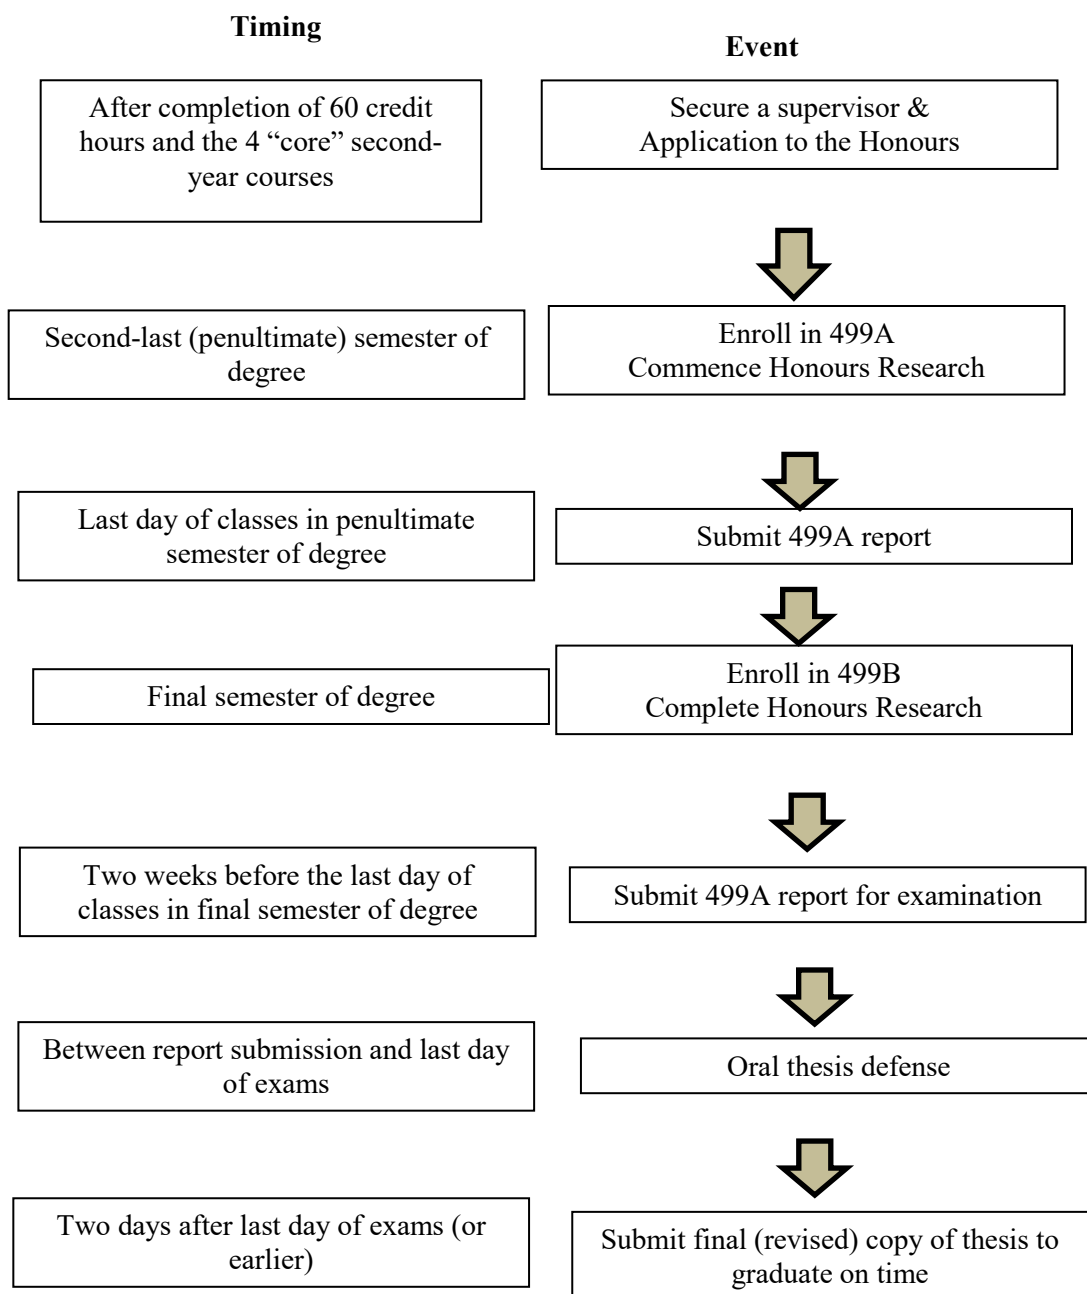 Timing
Event
After completion of 60 credit
hours and the 4 “core” second-
year courses
Secure a supervisor &
Application to the Honours
Second-last (penultimate) semester of
degree
Enroll in 499A
Commence Honours Research
Last day of classes in penultimate
semester of degree
Submit 499A report
Final semester of degree
Enroll in 499B
Complete Honours Research
Two weeks before the last day of
classes in final semester of degree
Submit 499A report for examination
Between report submission and last day
of exams
Oral thesis defense
Two days after last day of exams (or
earlier)
Submit final (revised) copy of thesis to
graduate on time